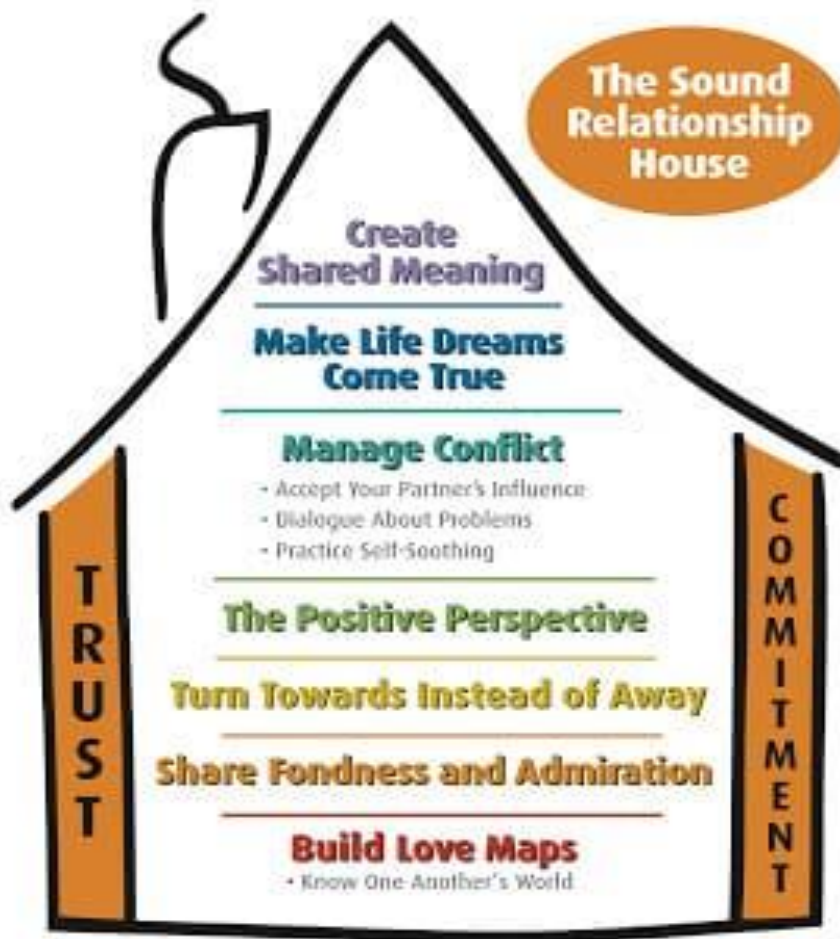 The Sound
Relationship
House
Create
Shared Meaning
Make Life Dreams
Come True
Manage Conflict
• Accept Your Partner's Influence
• Dialogue About Problems
• Practice Self-Soothing
The Positive Perspective
Turn Towards Instead of Away
Share Fondness and Admiration
Build Love Maps
• Know One Another's World
TRUST
COMMITMENT